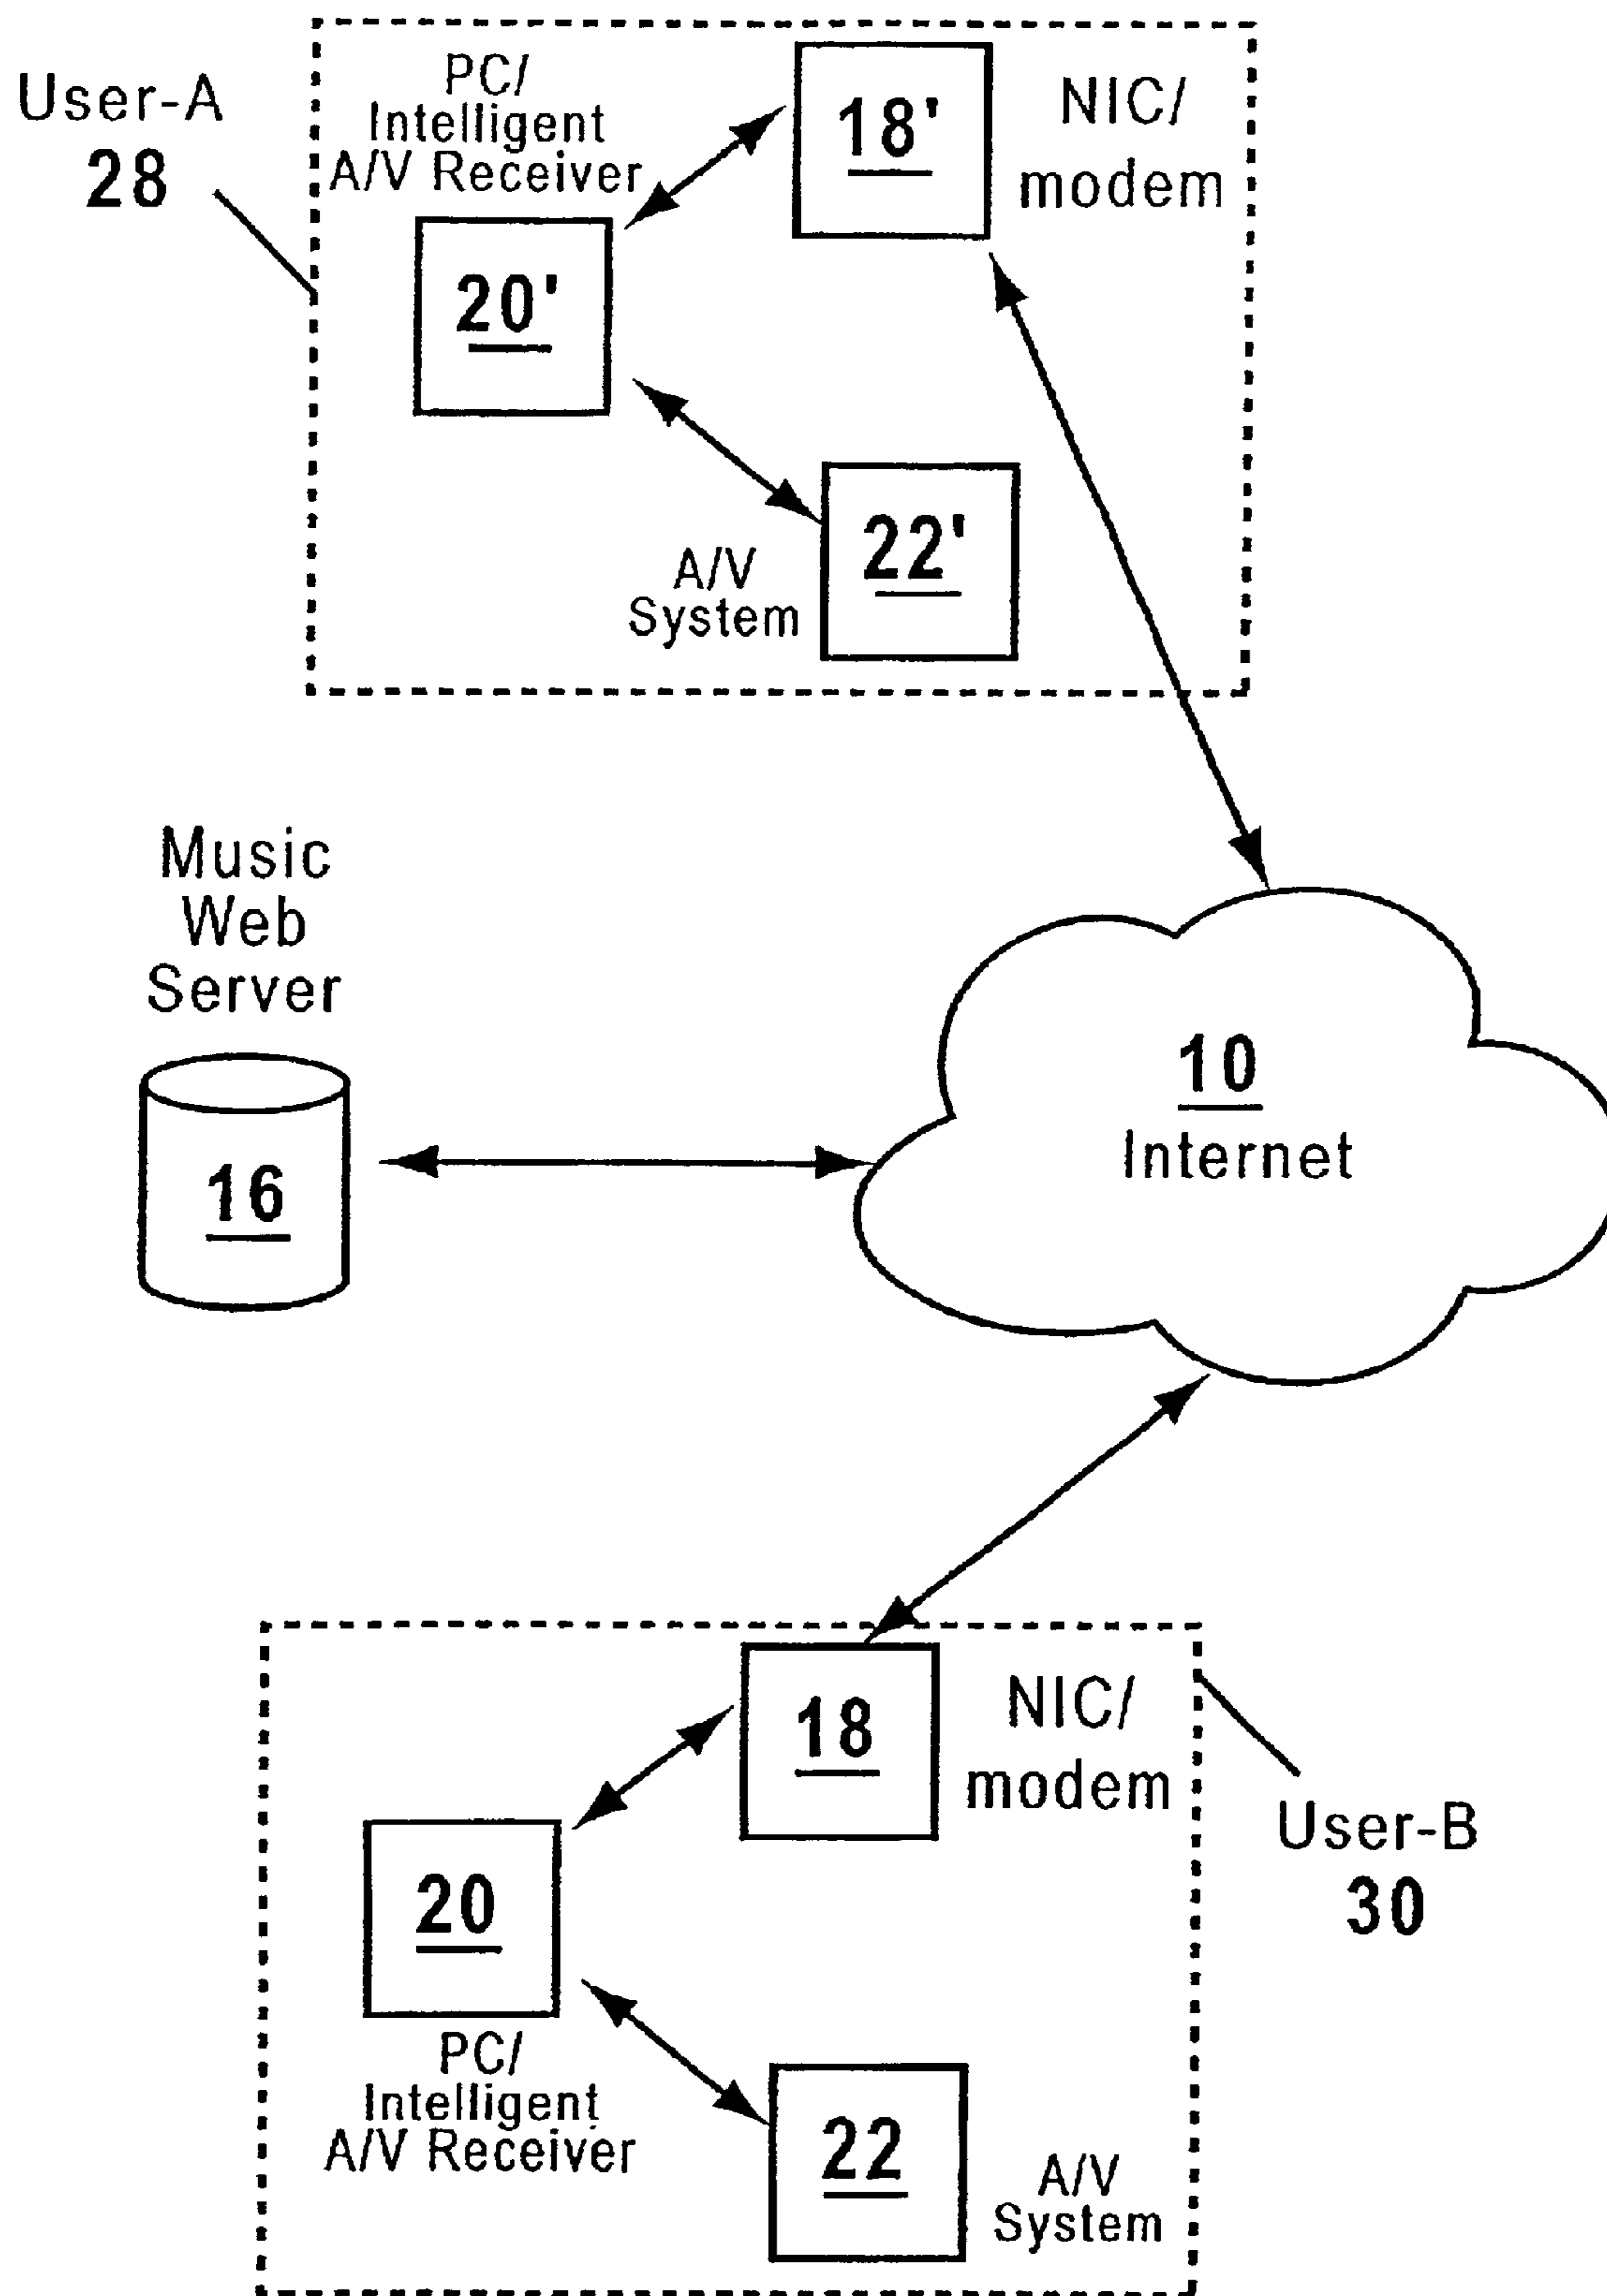 User-A
28
PC/
Intelligent
A/V Receiver
18'
NIC/
modem
20'
22'
A/V
System
Music
Web
Server
16
10
Internet
18
NIC/
modem
User-B
30
20
PC/
Intelligent
A/V Receiver
22
A/V
System